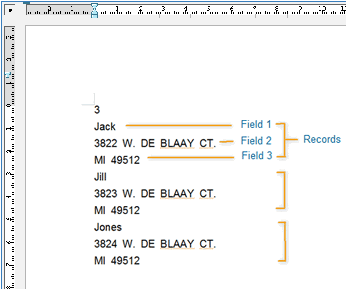 3
Jack Field 1
3822 W. DE BLAAY CT. Field 2 Records
MI 49512 Field 3
Jill
3823 W. DE BLAAY CT.
MI 49512
Jones
3824 W. DE BLAAY CT.
MI 49512